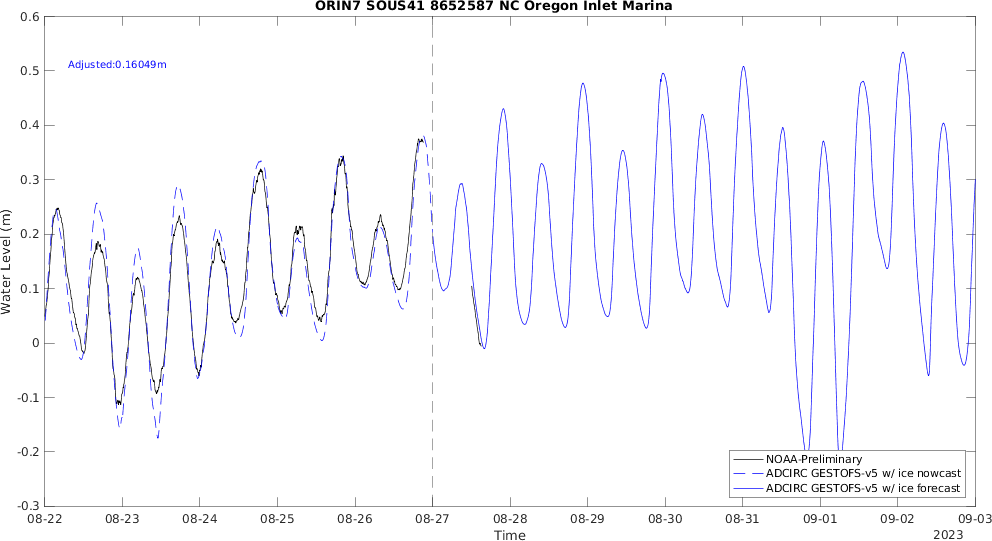 ORIN7 SOUS41 8652587 NC Oregon Inlet Marina
Adjusted:0.16049m
Water Level (m)
0.6
0.5
0.4
0.3
0.2
0.1
0
-0.1
-0.2
-0.3
NOAA-Preliminary
ADCIRC GESTOFS-v5 w/ ice nowcast
ADCIRC GESTOFS-v5 w/ ice forecast
08-22 08-23 08-24 08-25 08-26 08-27 08-28 08-29 08-30 08-31 09-01 09-02 09-03
Time
2023